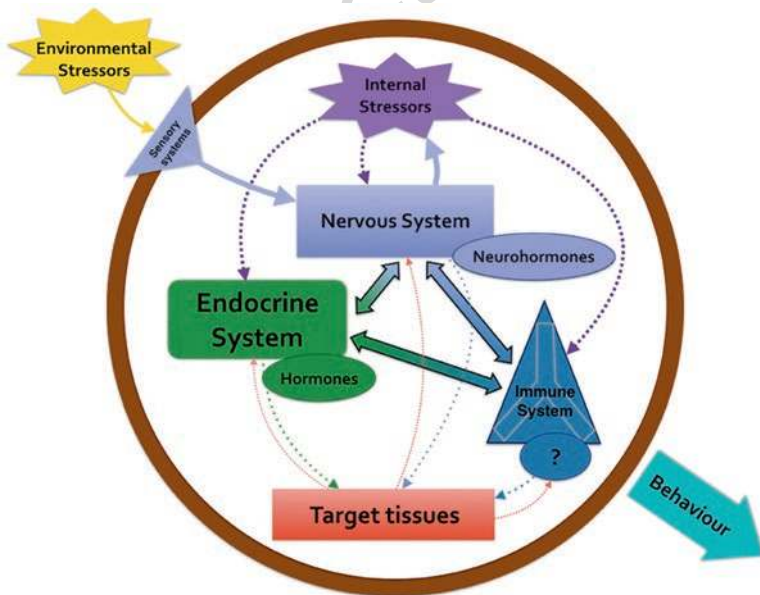 Environmental
Stressors
Sensory
systems
Internal
Stressors
Nervous System
Neurohormones
Endocrine
System
Hormones
Immune
System
?
Target tissues
Behaviour